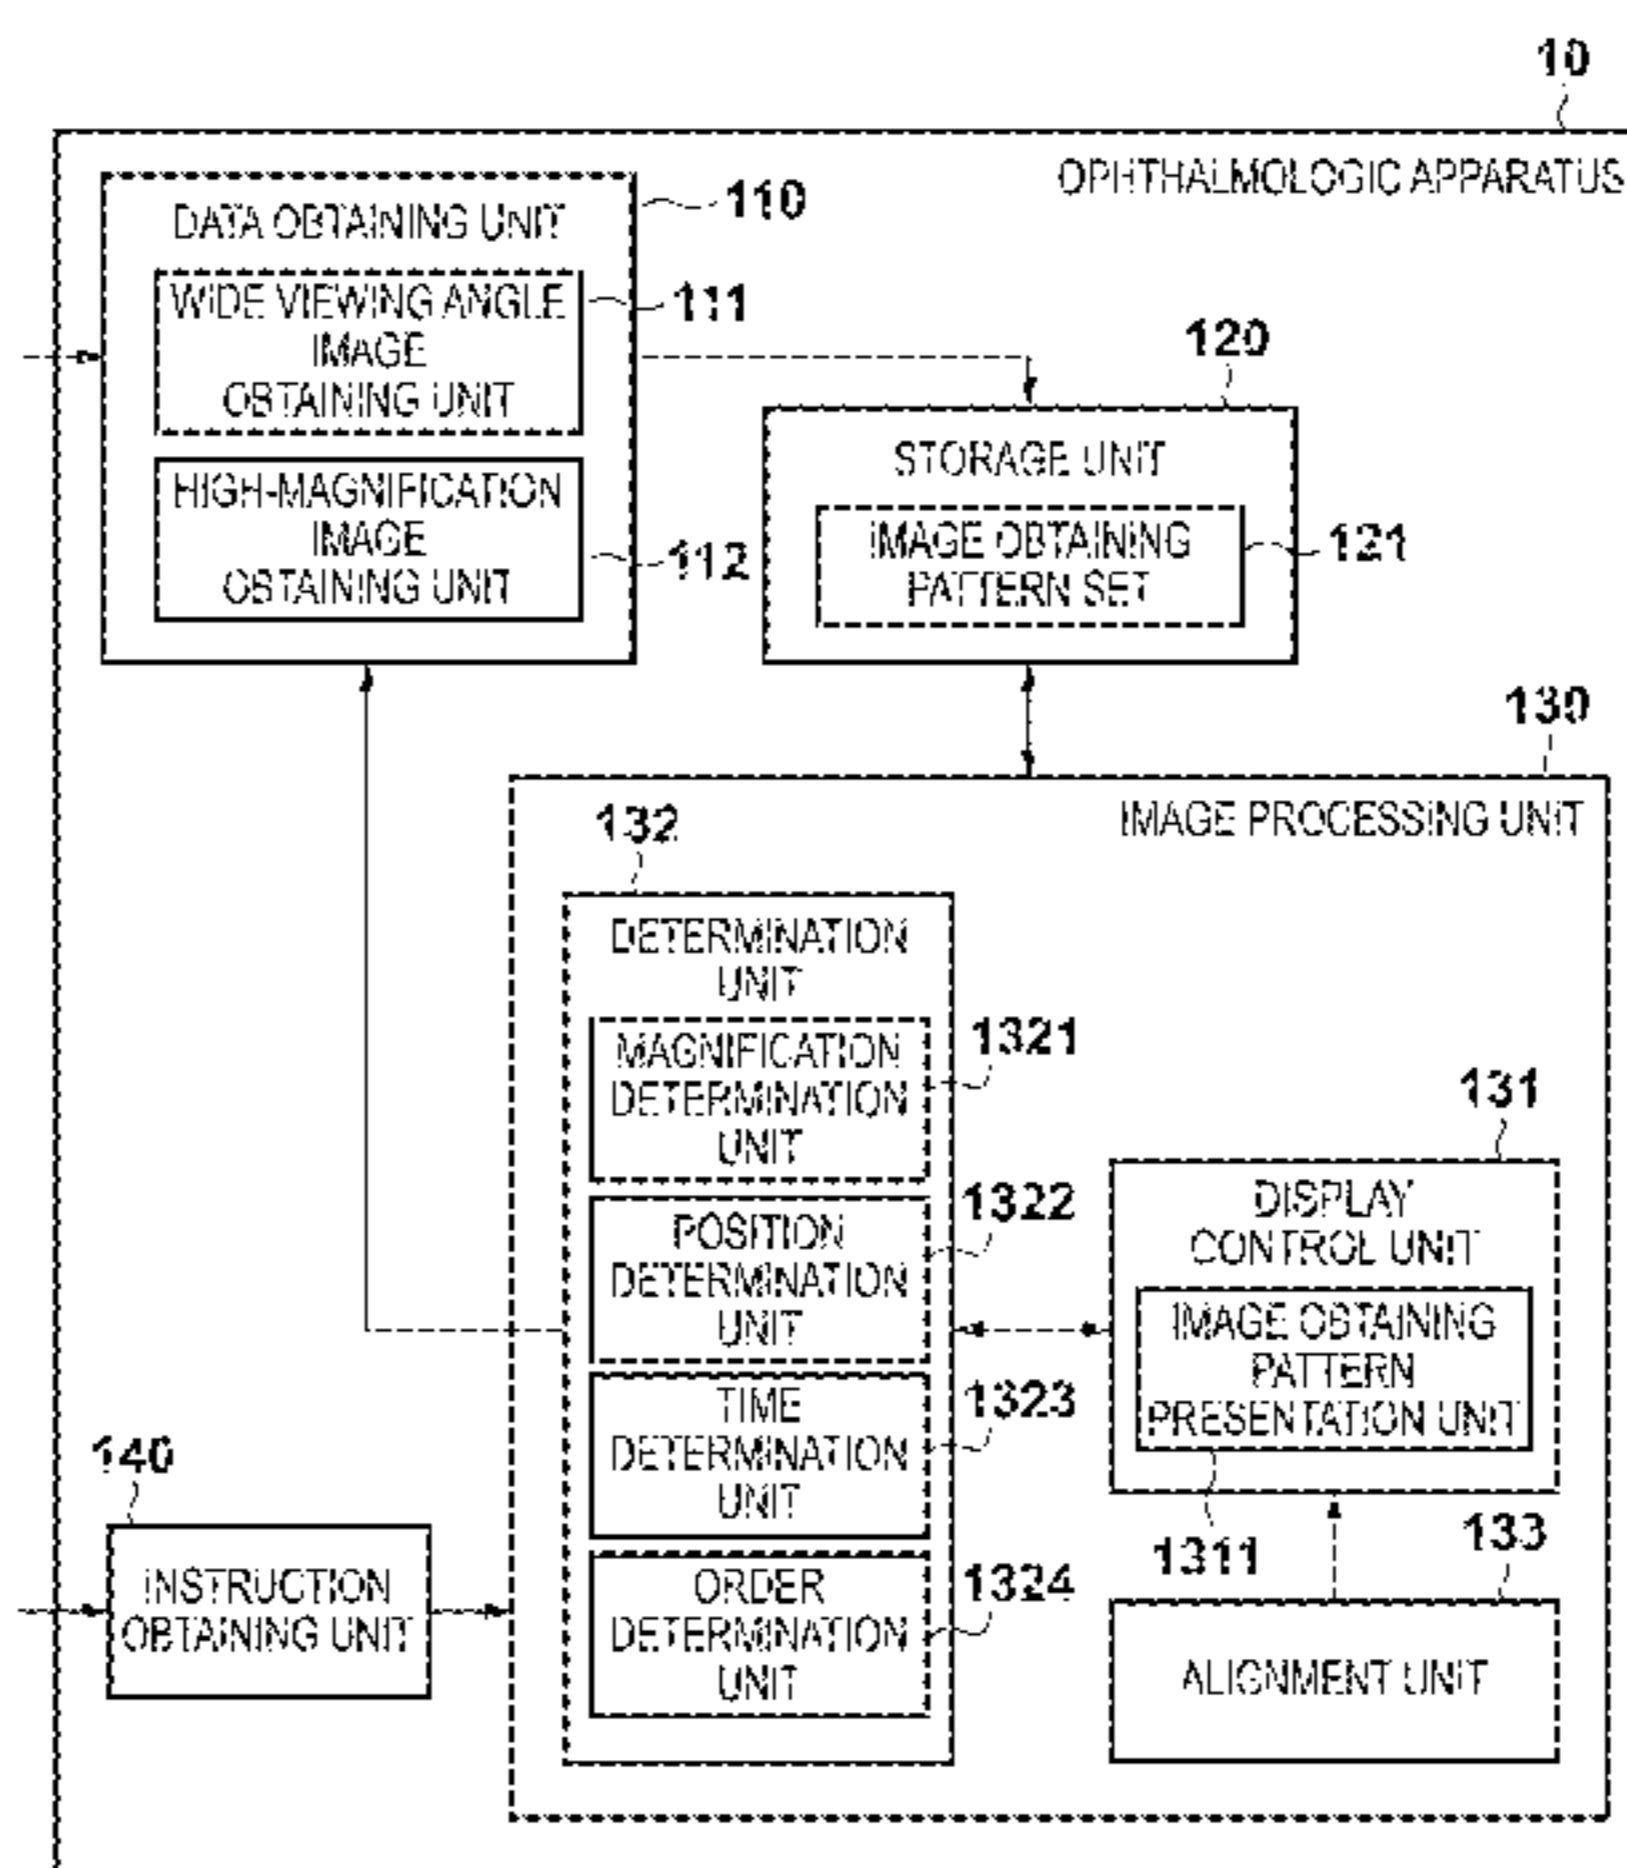 10
OPHTHALMOLOGIC APPARATUS
110
DATA OBTAINING UNIT
111
WIDE VIEWING ANGLE
IMAGE
OBTAINING UNIT
112
HIGH-MAGNIFICATION
IMAGE
OBTAINING UNIT
120
STORAGE UNIT
121
IMAGE OBTAINING
PATTERN SET
130
IMAGE PROCESSING UNIT
132
DETERMINATION
UNIT
1321
MAGNIFICATION
DETERMINATION
UNIT
1322
POSITION
DETERMINATION
UNIT
1323
TIME
DETERMINATION
UNIT
1324
ORDER
DETERMINATION
UNIT
131
DISPLAY
CONTROL UNIT
IMAGE OBTAINING
PATTERN
PRESENTATION UNIT
1311
133
ALIGNMENT UNIT
140
INSTRUCTION
OBTAINING UNIT